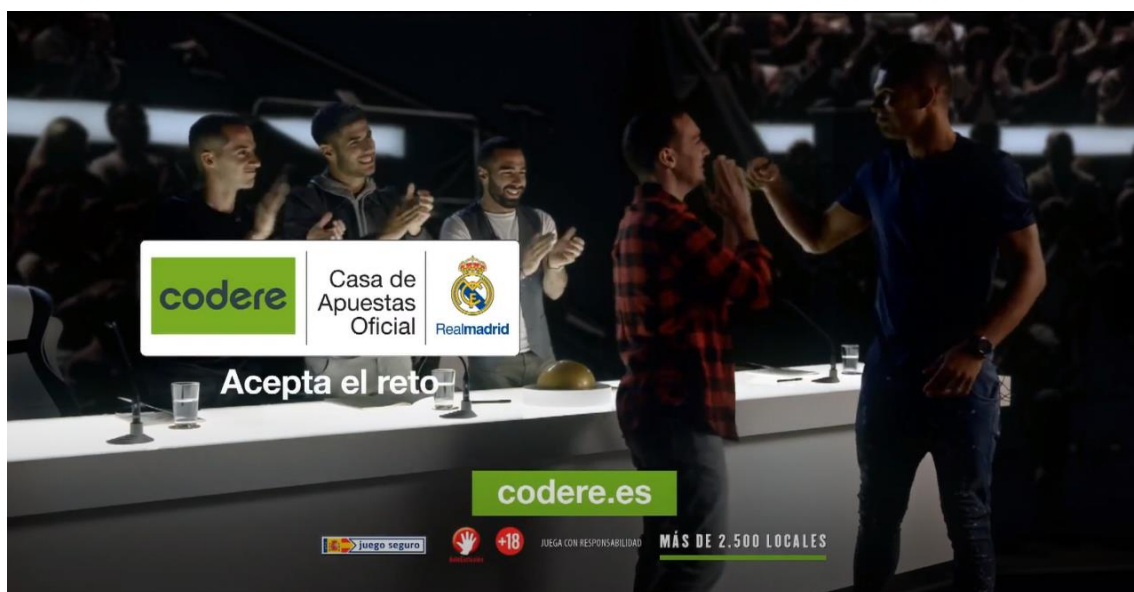 codere
Casa de
Apuestas
Oficial
Realmadrid
Acepta el reto
codere.es
juego seguro
+18
JUEGA CON RESPONSABILIDAD
MÁS DE 2.500 LOCALES